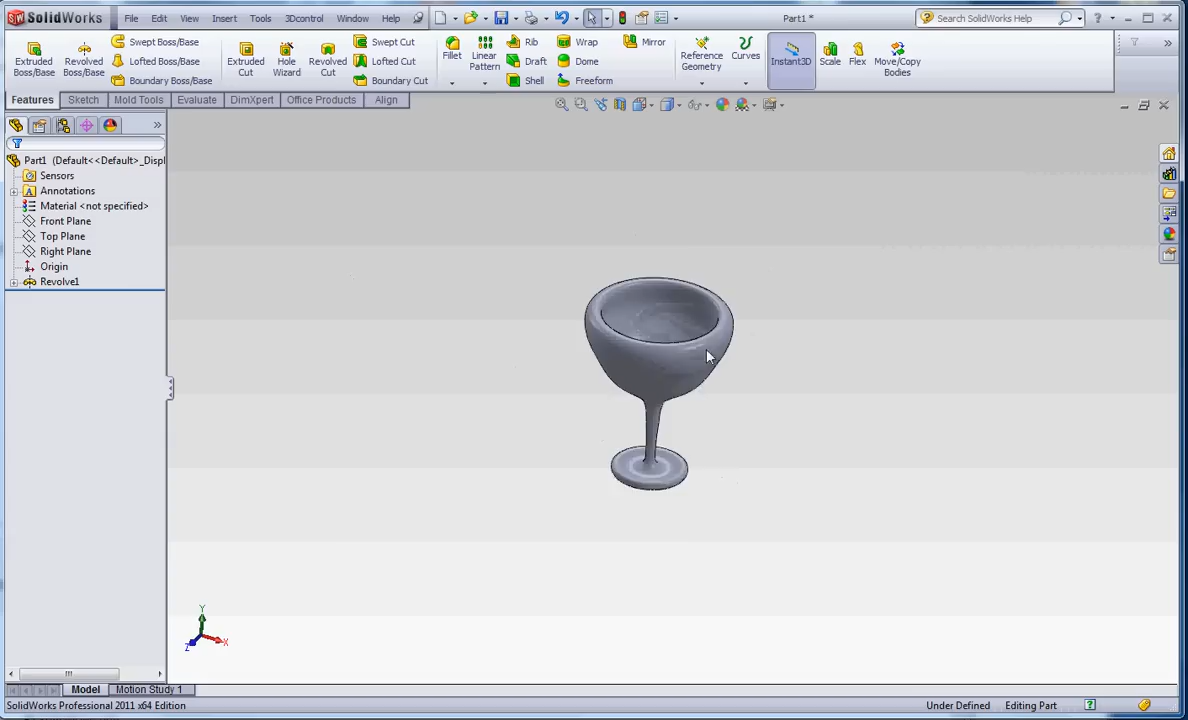 SolidWorks File Edit View Insert Tools 3Dcontrol Window Help Part1 * Search SolidWorks Help
Extruded Boss/Base
Revolved Boss/Base
Swept Boss/Base
Lofted Boss/Base
Boundary Boss/Base
Extruded Cut
Hole Wizard
Revolved Cut
Swept Cut
Lofted Cut
Boundary Cut
Fillet
Linear Pattern
Rib
Draft
Shell
Wrap
Dome
Freeform
Mirror
Reference Geometry
Curves
Instant3D
Scale
Flex
Move/Copy Bodies
Features Sketch Mold Tools Evaluate DimXpert Office Products Align
Part1 (Default<<Default>_Displ
Sensors
Annotations
Material <not specified>
Front Plane
Top Plane
Right Plane
Origin
Revolve1
Y
X
Z
Model Motion Study 1
SolidWorks Professional 2011 x64 Edition Under Defined Editing Part